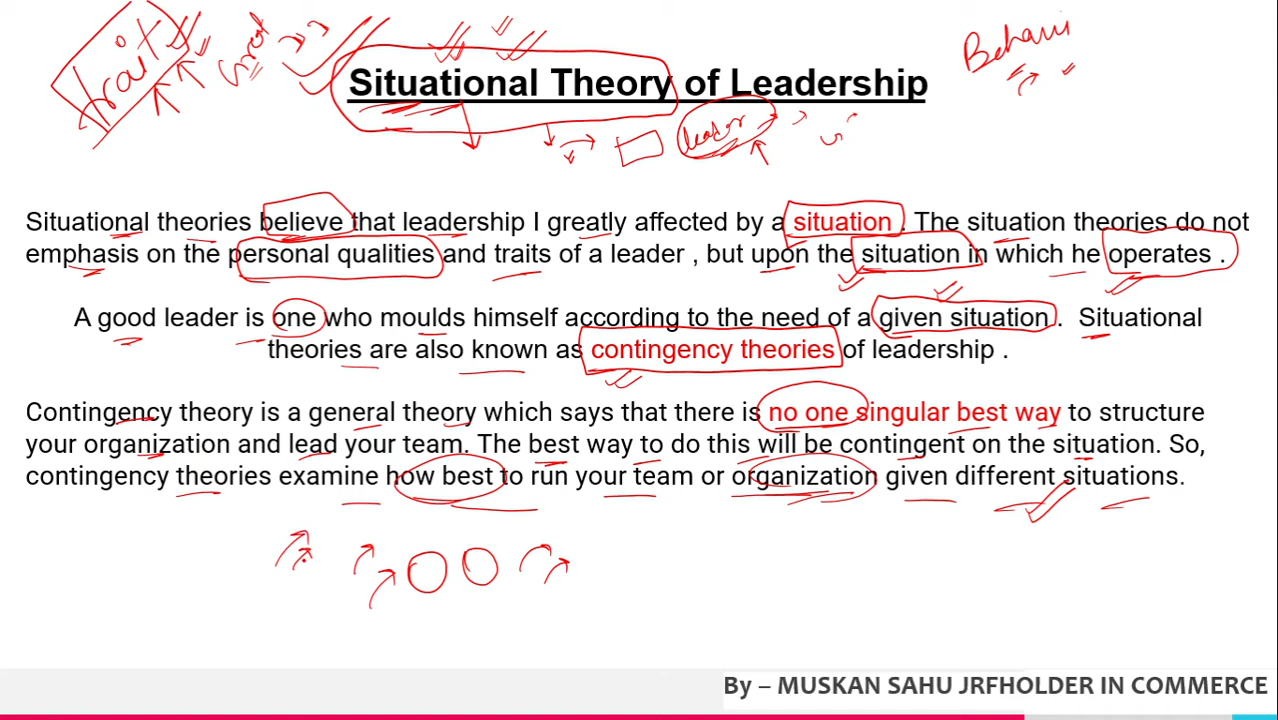 Trait
Great
Behavi
Situational Theory of Leadership
leader
Situational theories believe that leadership I greatly affected by a situation . The situation theories do not
emphasis on the personal qualities and traits of a leader , but upon the situation in which he operates .
A good leader is one who moulds himself according to the need of a given situation . Situational
theories are also known as contingency theories of leadership .
Contingency theory is a general theory which says that there is no one singular best way to structure
your organization and lead your team. The best way to do this will be contingent on the situation. So,
contingency theories examine how best to run your team or organization given different situations.
By – MUSKAN SAHU JRFHOLDER IN COMMERCE